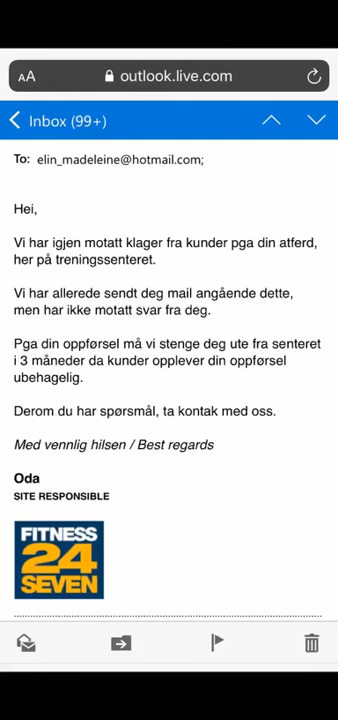 AA outlook.live.com
Inbox (99+)
To: elin_madeleine@hotmail.com;
Hei,
Vi har igjen motatt klager fra kunder pga din atferd,
her på treningssenteret.
Vi har allerede sendt deg mail angående dette,
men har ikke motatt svar fra deg.
Pga din oppførsel må vi stenge deg ute fra senteret
i 3 måneder da kunder opplever din oppførsel
ubehagelig.
Derom du har spørsmål, ta kontak med oss.
Med vennlig hilsen / Best regards
Oda
SITE RESPONSIBLE
FITNESS
24
SEVEN